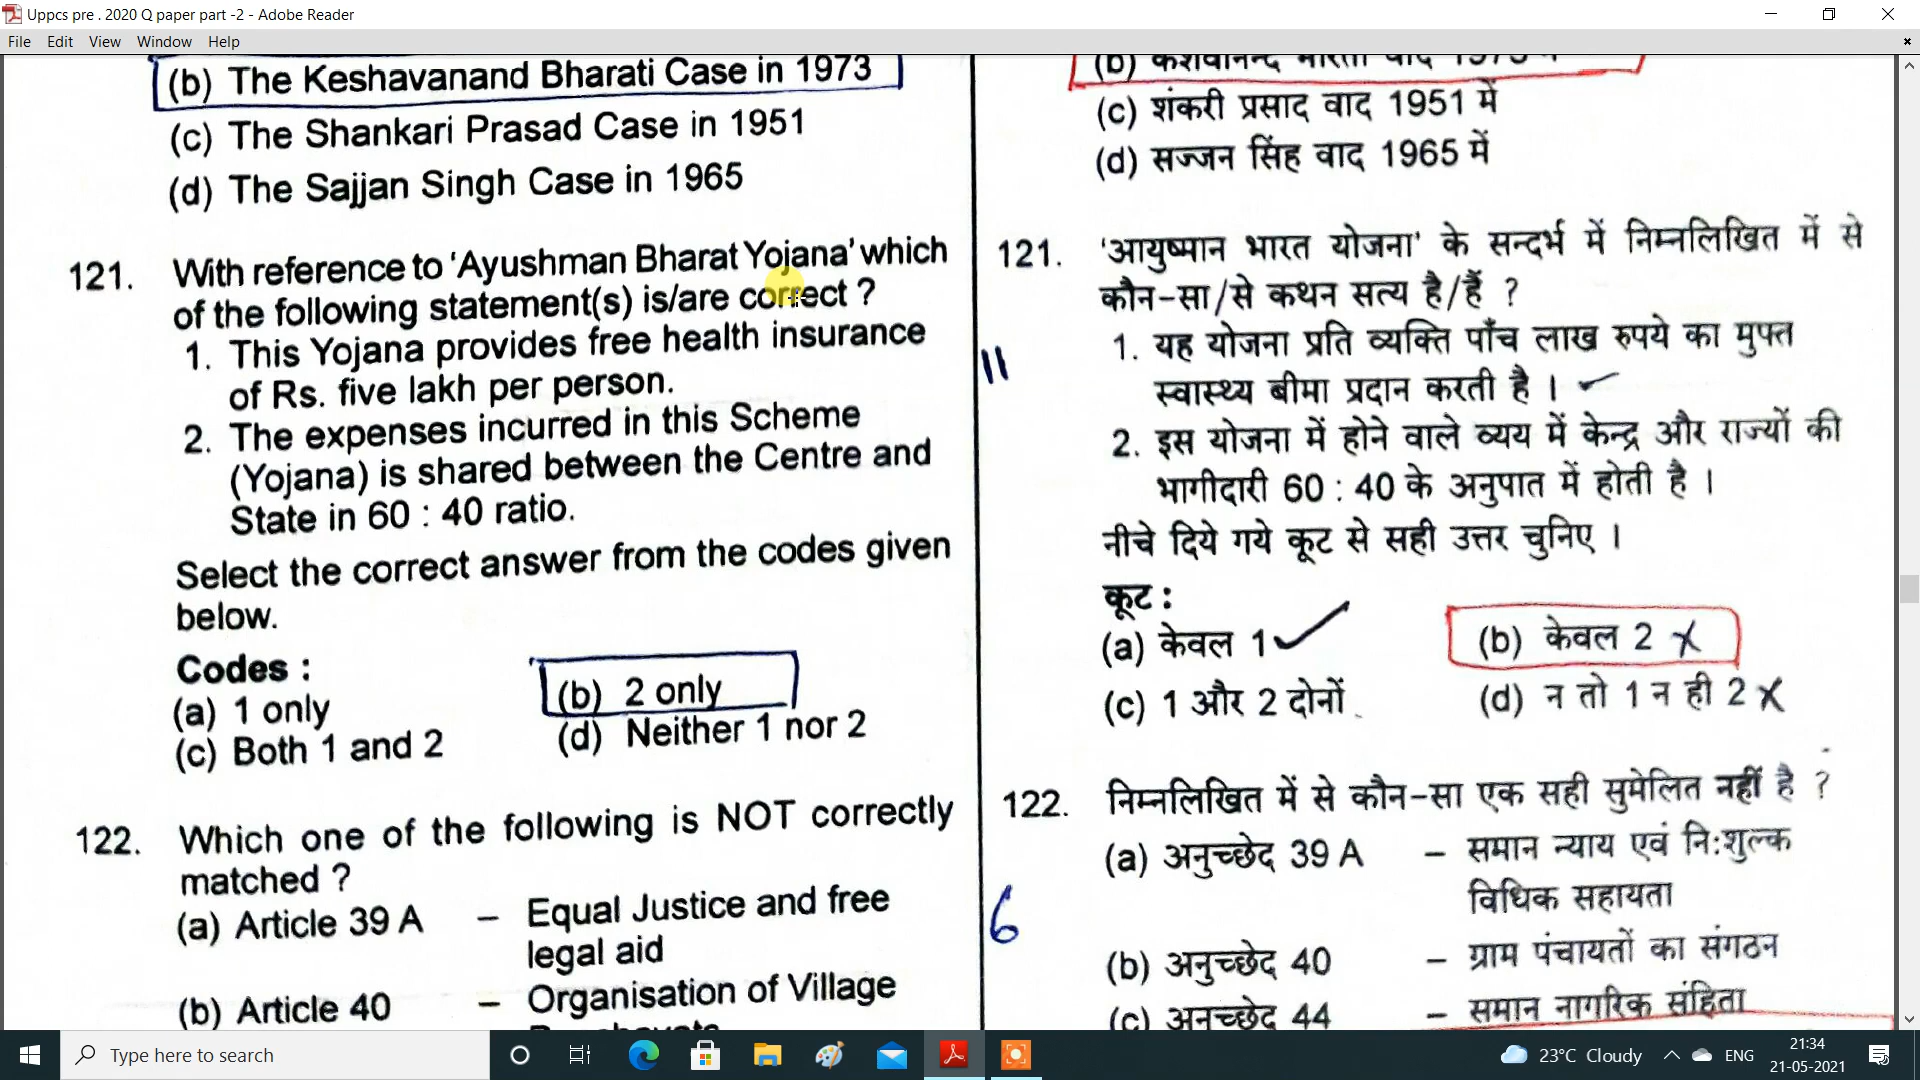 Uppcs pre . 2020 Q paper part -2 - Adobe Reader
File Edit View Window Help
(b) The Keshavanand Bharati Case in 1973
(c) The Shankari Prasad Case in 1951
(d) The Sajjan Singh Case in 1965
121. With reference to ‘Ayushman Bharat Yojana’ which
of the following statement(s) is/are correct ?
1. This Yojana provides free health insurance
of Rs. five lakh per person.
2. The expenses incurred in this Scheme
(Yojana) is shared between the Centre and
State in 60 : 40 ratio.
Select the correct answer from the codes given
below.
Codes :
(a) 1 only (b) 2 only
(c) Both 1 and 2 (d) Neither 1 nor 2
122. Which one of the following is NOT correctly
matched ?
(a) Article 39 A – Equal Justice and free
legal aid
(b) Article 40 – Organisation of Village
11
6
(b) केशवानन्द भारती वाद 1973 में
(c) शंकरी प्रसाद वाद 1951 में
(d) सज्जन सिंह वाद 1965 में
121. ‘आयुष्मान भारत योजना’ के सन्दर्भ में निम्नलिखित में से
कौन-सा/से कथन सत्य है/हैं ?
1. यह योजना प्रति व्यक्ति पाँच लाख रुपये का मुफ्त
स्वास्थ्य बीमा प्रदान करती है ।
2. इस योजना में होने वाले व्यय में केन्द्र और राज्यों की
भागीदारी 60 : 40 के अनुपात में होती है ।
नीचे दिये गये कूट से सही उत्तर चुनिए ।
कूट :
(a) केवल 1 (b) केवल 2
(c) 1 और 2 दोनों (d) न तो 1 न ही 2
122. निम्नलिखित में से कौन-सा एक सही सुमेलित नहीं है ?
(a) अनुच्छेद 39 A – समान न्याय एवं नि:शुल्क
विधिक सहायता
(b) अनुच्छेद 40 – ग्राम पंचायतों का संगठन
(c) अनुच्छेद 44 – समान नागरिक संहिता
Type here to search
23°C Cloudy
ENG
21:34
21-05-2021